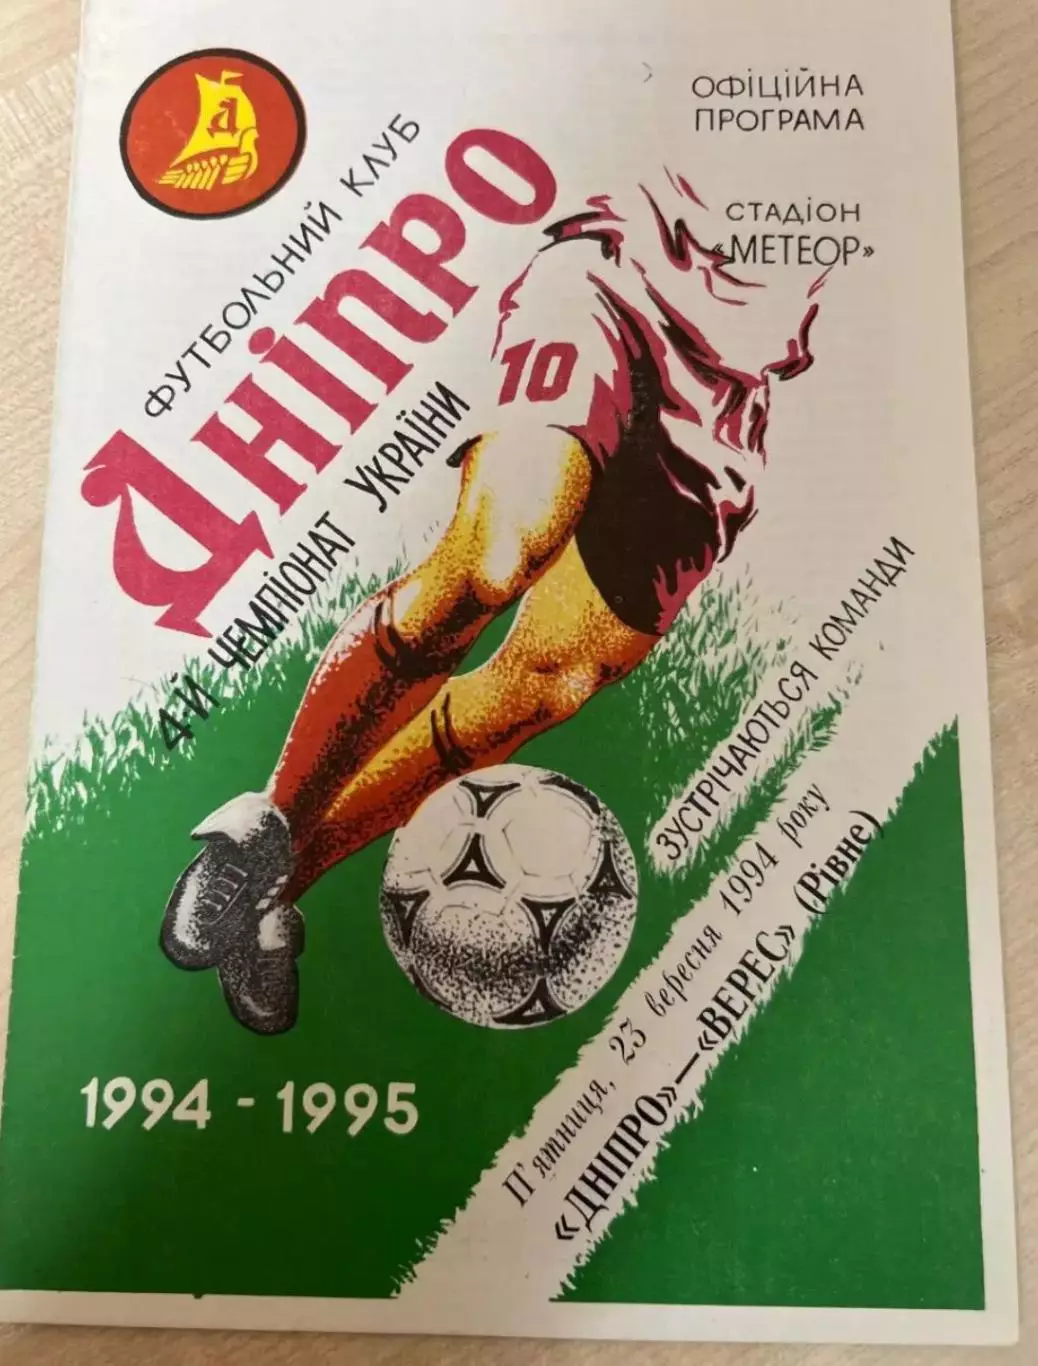 ОФІЦІЙНА
ПРОГРАМА
СТАДІОН
«МЕТЕОР»
ФУТБОЛЬНИЙ КЛУБ
Дніпро
4-Й ЧЕМПІОНАТ УКРАЇНИ
10
ЗУСТРІЧАЮТЬСЯ КОМАНДИ
П'ятниця, 23 вересня 1994 року
«ДНІПРО»—«ВЕРЕС» (Рівне)
1994 - 1995